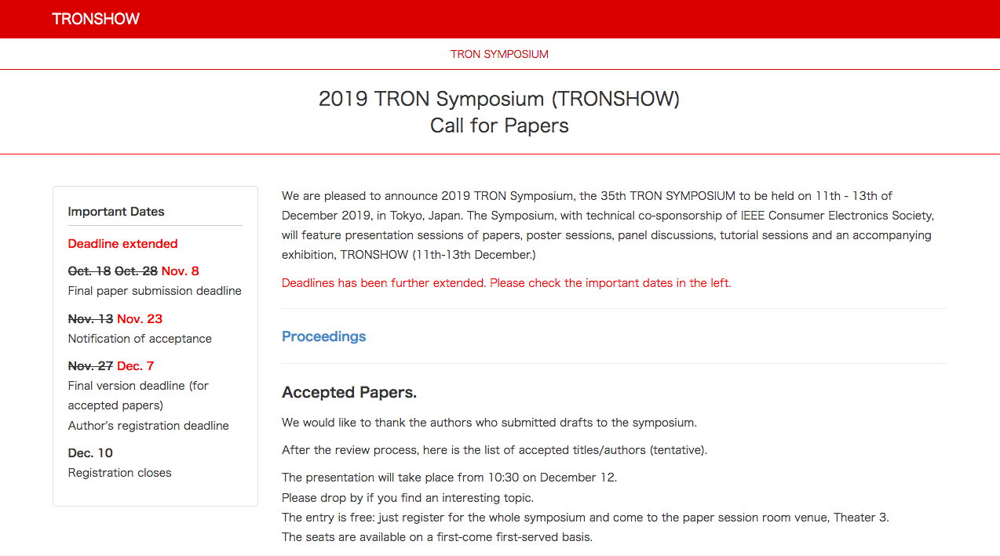 TRONSHOW
TRON SYMPOSIUM
2019 TRON Symposium (TRONSHOW)
Call for Papers
Important Dates
Deadline extended
Oct. 18 Oct. 28 Nov. 8
Final paper submission deadline
Nov. 13 Nov. 23
Notification of acceptance
Nov. 27 Dec. 7
Final version deadline (for
accepted papers)
Author's registration deadline
Dec. 10
Registration closes
We are pleased to announce 2019 TRON Symposium, the 35th TRON SYMPOSIUM to be held on 11th - 13th of
December 2019, in Tokyo, Japan. The Symposium, with technical co-sponsorship of IEEE Consumer Electronics Society,
will feature presentation sessions of papers, poster sessions, panel discussions, tutorial sessions and an accompanying
exhibition, TRONSHOW (11th-13th December.)
Deadlines has been further extended. Please check the important dates in the left.
Proceedings
Accepted Papers.
We would like to thank the authors who submitted drafts to the symposium.
After the review process, here is the list of accepted titles/authors (tentative).
The presentation will take place from 10:30 on December 12.
Please drop by if you find an interesting topic.
The entry is free: just register for the whole symposium and come to the paper session room venue, Theater 3.
The seats are available on a first-come first-served basis.